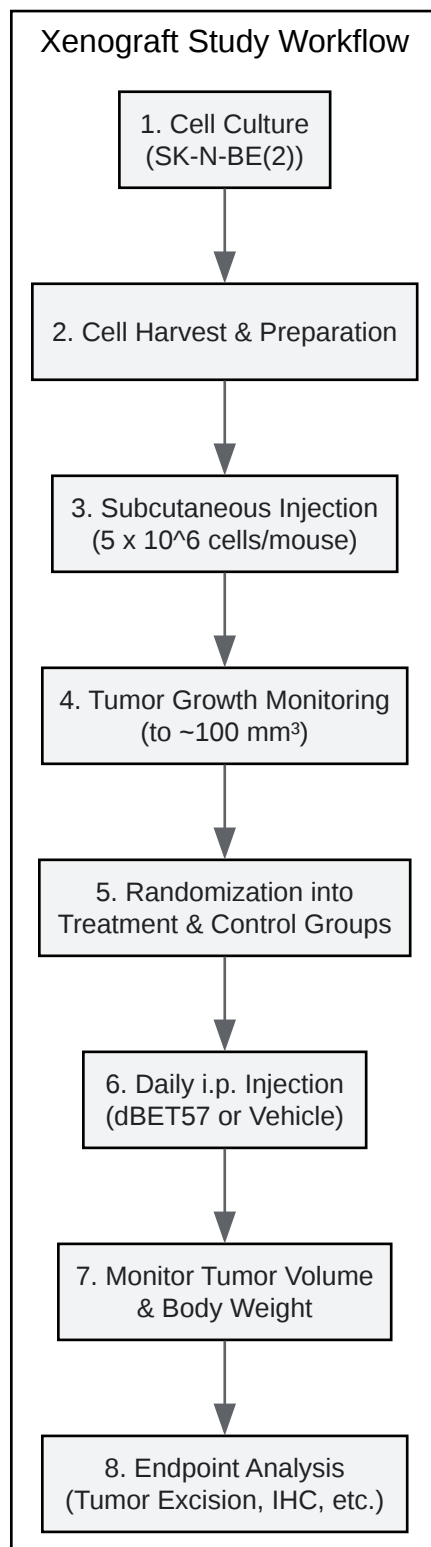 Xenograft Study Workflow
1. Cell Culture
(SK-N-BE(2))
2. Cell Harvest & Preparation
3. Subcutaneous Injection
(5 x 10^6 cells/mouse)
4. Tumor Growth Monitoring
(to ~100 mm³)
5. Randomization into
Treatment & Control Groups
6. Daily i.p. Injection
(dBET57 or Vehicle)
7. Monitor Tumor Volume
& Body Weight
8. Endpoint Analysis
(Tumor Excision, IHC, etc.)